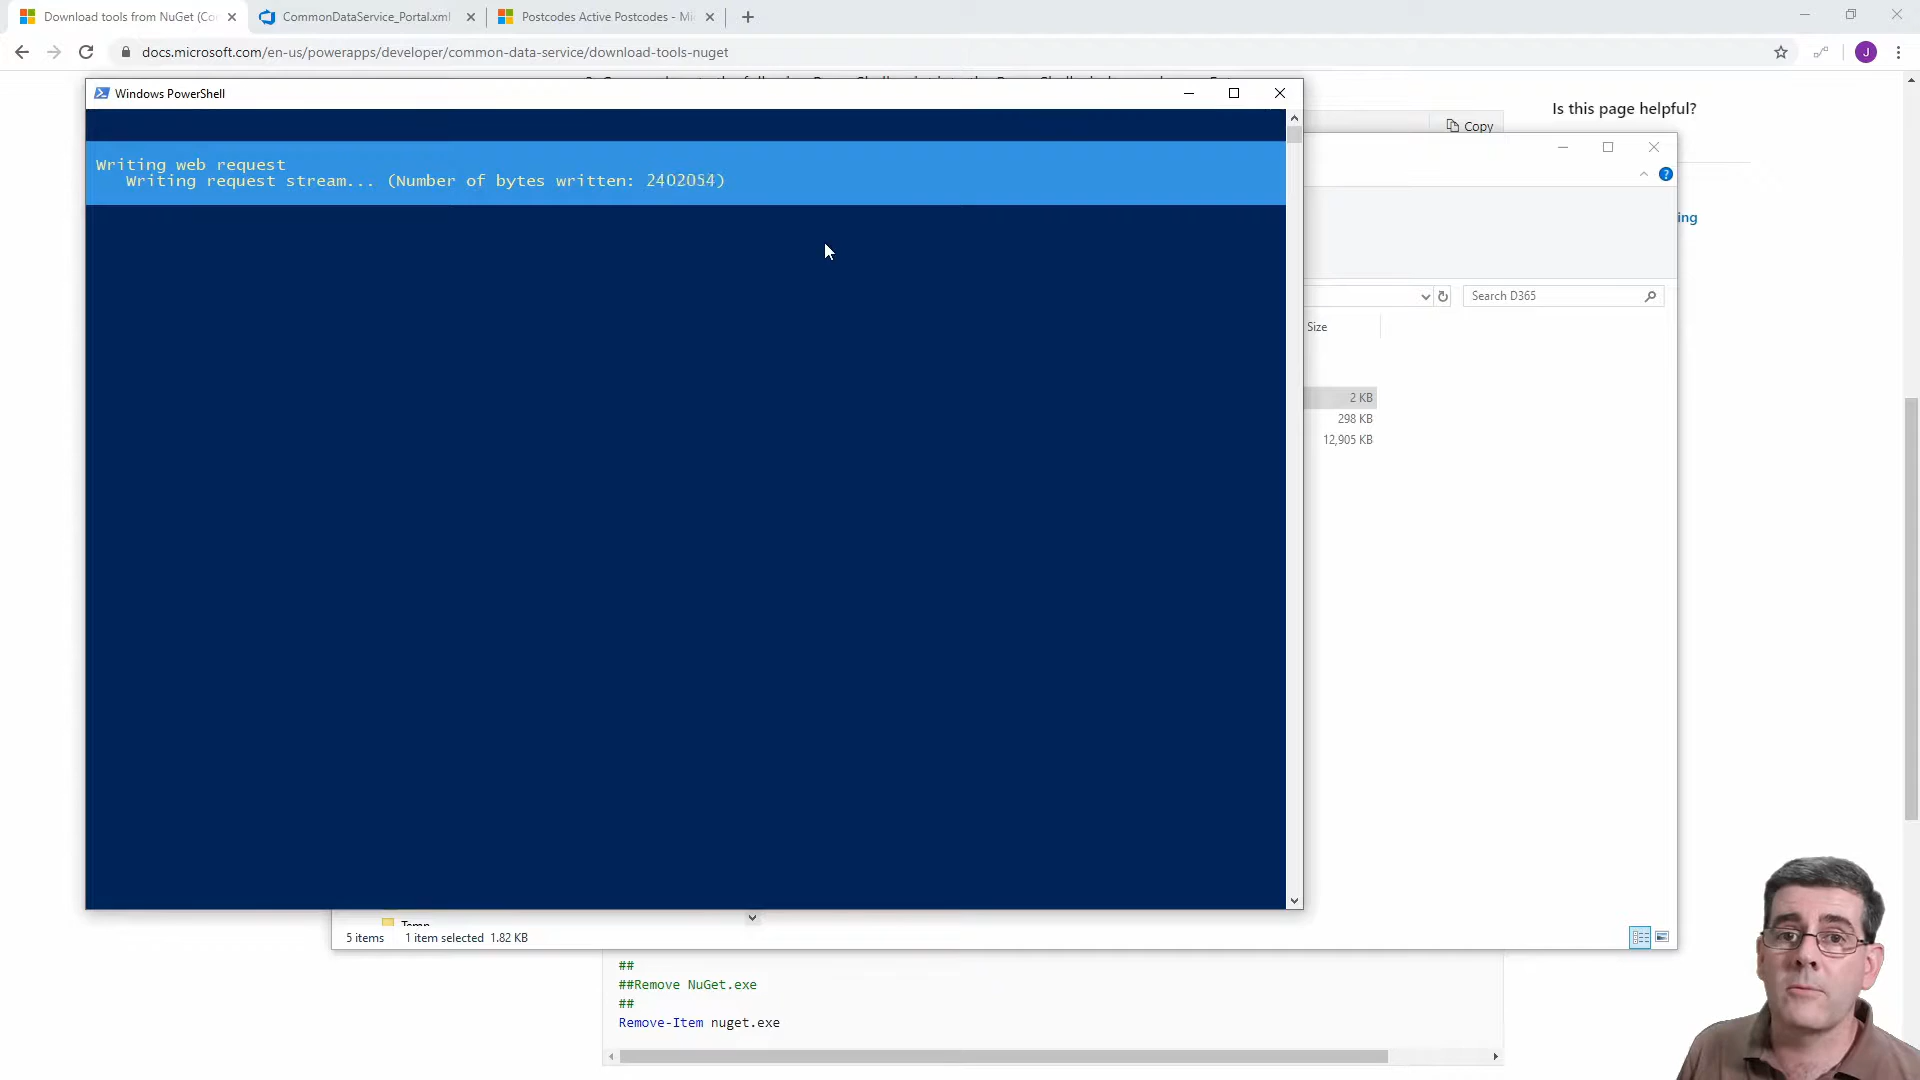 Download tools from NuGet (Co
CommonDataService_Portal.xml
Postcodes Active Postcodes - Mi
docs.microsoft.com/en-us/powerapps/developer/common-data-service/download-tools-nuget
J
Windows PowerShell
Is this page helpful?
Copy
Writing web request
Writing request stream... (Number of bytes written: 2402054)
ing
Search D365
Size
2 KB
298 KB
12,905 KB
Temp
5 items 1 item selected 1.82 KB
##
##Remove NuGet.exe
##
Remove-Item nuget.exe